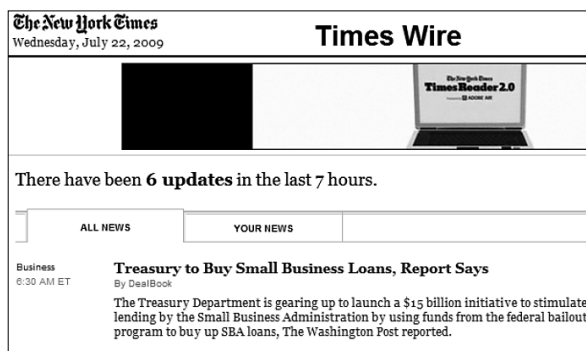 The New York Times
Wednesday, July 22, 2009
Times Wire
The New York Times
TimesReader 2.0
ADOBE AIR
There have been 6 updates in the last 7 hours.
ALL NEWS
YOUR NEWS
Business
6:30 AM ET
Treasury to Buy Small Business Loans, Report Says
By DealBook
The Treasury Department is gearing up to launch a $15 billion initiative to stimulate
lending by the Small Business Administration by using funds from the federal bailout
program to buy up SBA loans, The Washington Post reported.